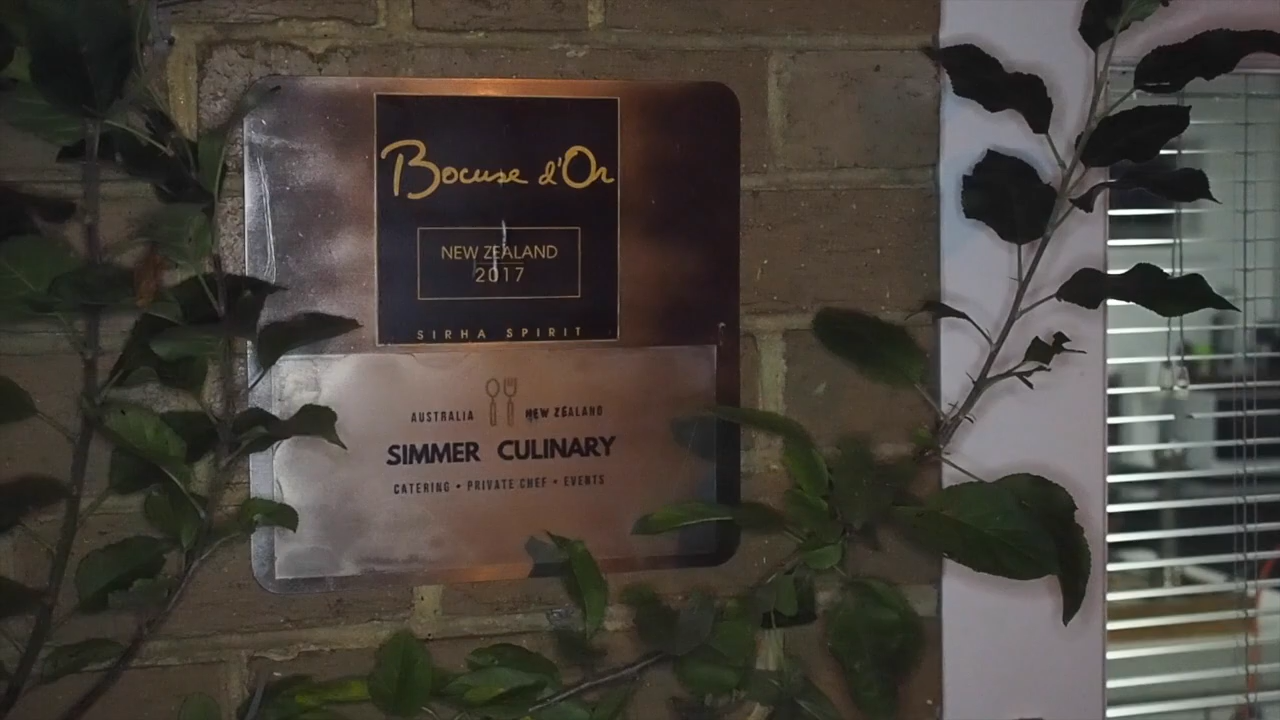 Bocuse d'Or
NEW ZEALAND
2017
SIRHA SPIRIT
AUSTRALIA NEW ZEALAND
SIMMER CULINARY
CATERING • PRIVATE CHEF • EVENTS